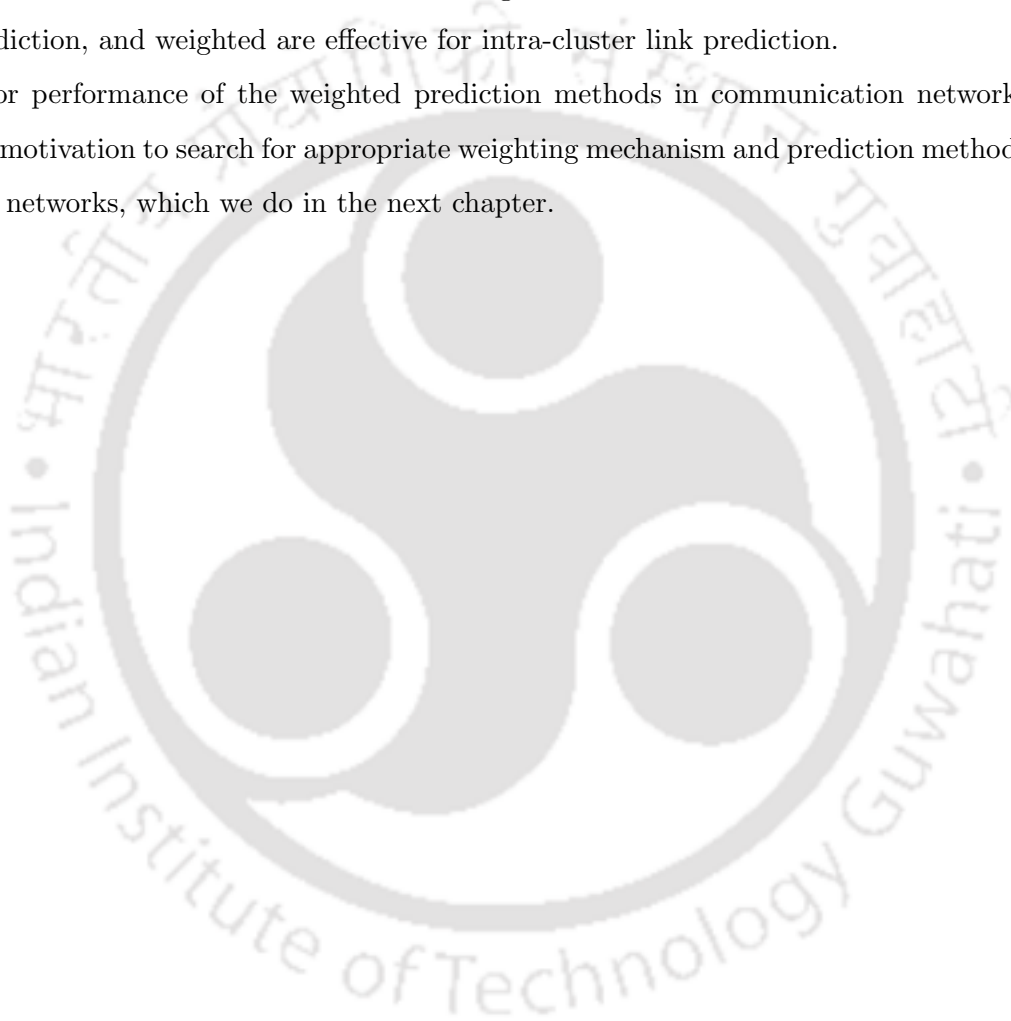 diction, and weighted are effective for intra-cluster link prediction.
or performance of the weighted prediction methods in communication network
motivation to search for appropriate weighting mechanism and prediction method
networks, which we do in the next chapter.
भारतीय प्रौद्योगिकी संस्थान गुवाहाटी
Indian Institute of Technology Guwahati